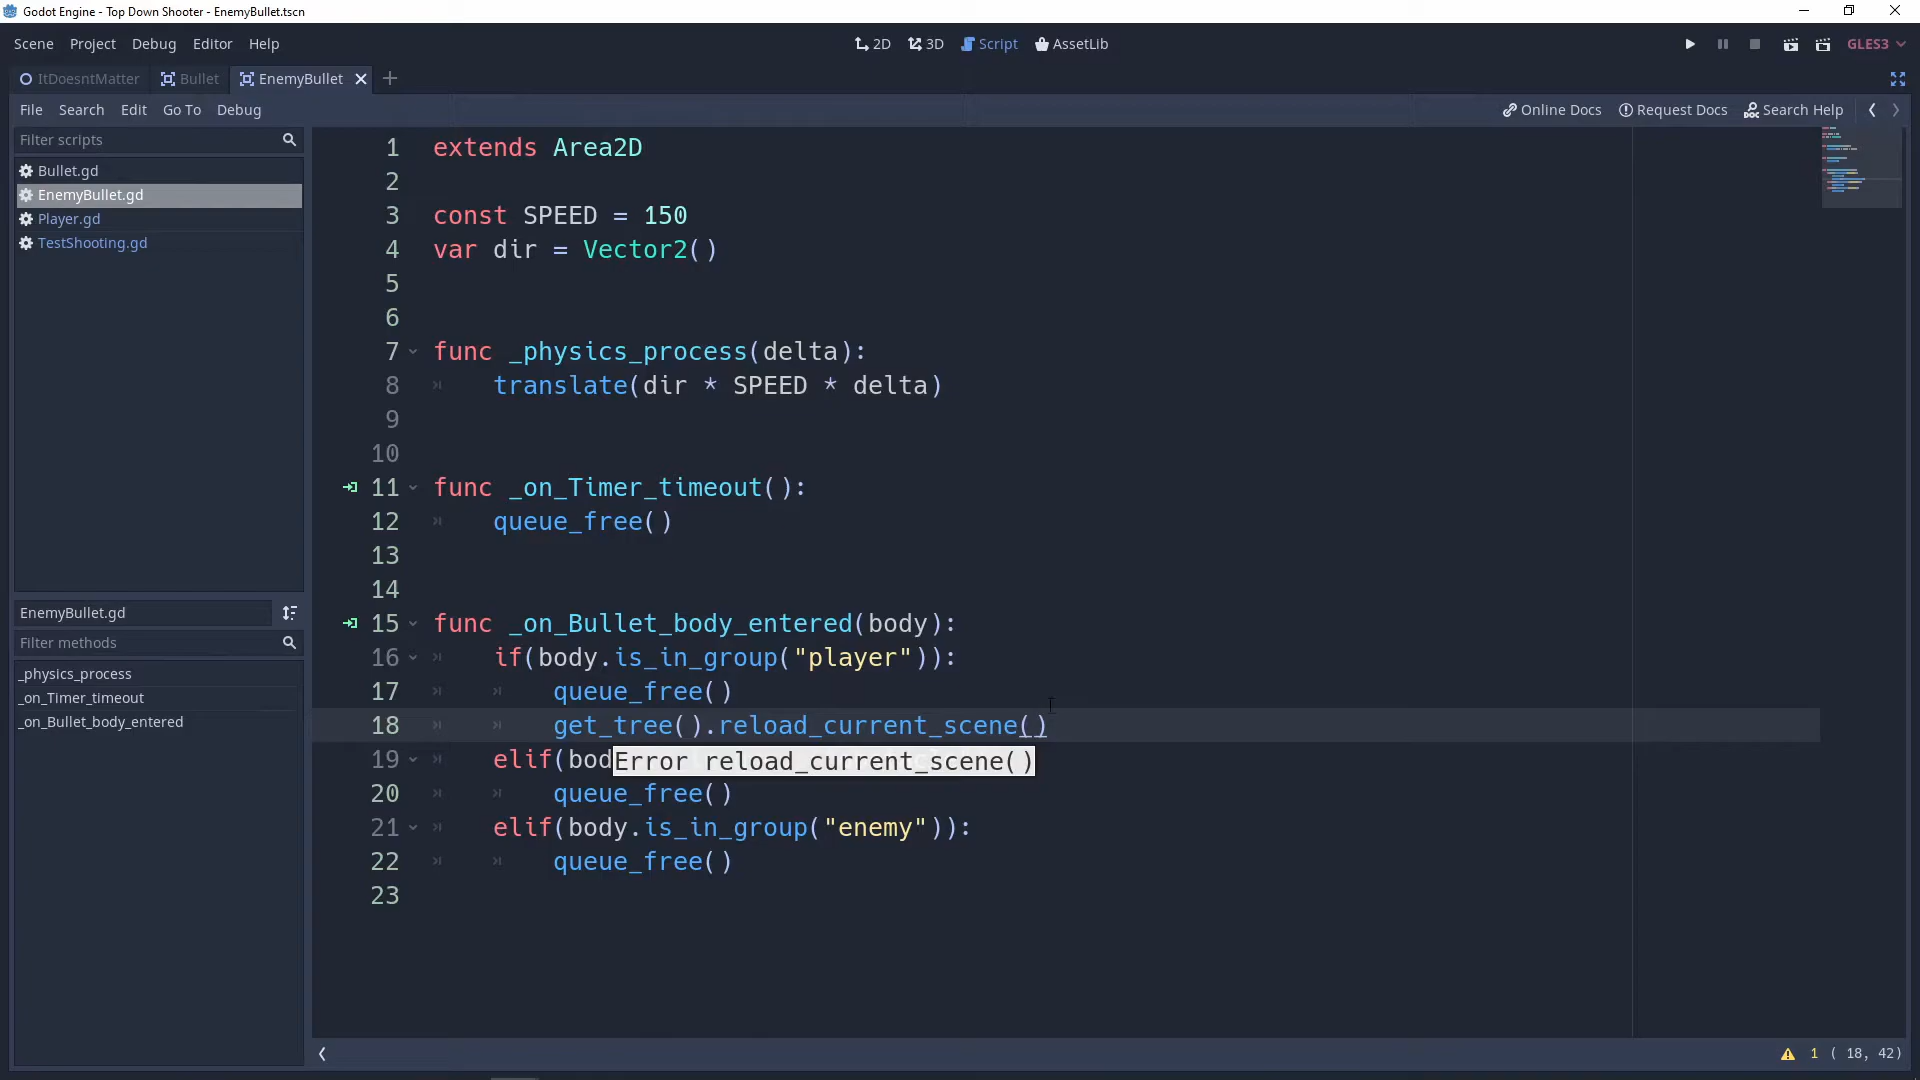 Godot Engine - Top Down Shooter - EnemyBullet.tscn
Scene Project Debug Editor Help 2D 3D Script AssetLib GLES3
ItDoesntMatter Bullet EnemyBullet
File Search Edit Go To Debug Online Docs Request Docs Search Help
Filter scripts
Bullet.gd
EnemyBullet.gd
Player.gd
TestShooting.gd
EnemyBullet.gd
Filter methods
_physics_process
_on_Timer_timeout
_on_Bullet_body_entered
1 extends Area2D
2
3 const SPEED = 150
4 var dir = Vector2()
5
6
7 func _physics_process(delta):
8 translate(dir * SPEED * delta)
9
10
11 func _on_Timer_timeout():
12 queue_free()
13
14
15 func _on_Bullet_body_entered(body):
16 if(body.is_in_group("player")):
17 queue_free()
18 get_tree().reload_current_scene()
19 elif(bod
Error reload_current_scene()
20 queue_free()
21 elif(body.is_in_group("enemy")):
22 queue_free()
23
1 ( 18, 42)